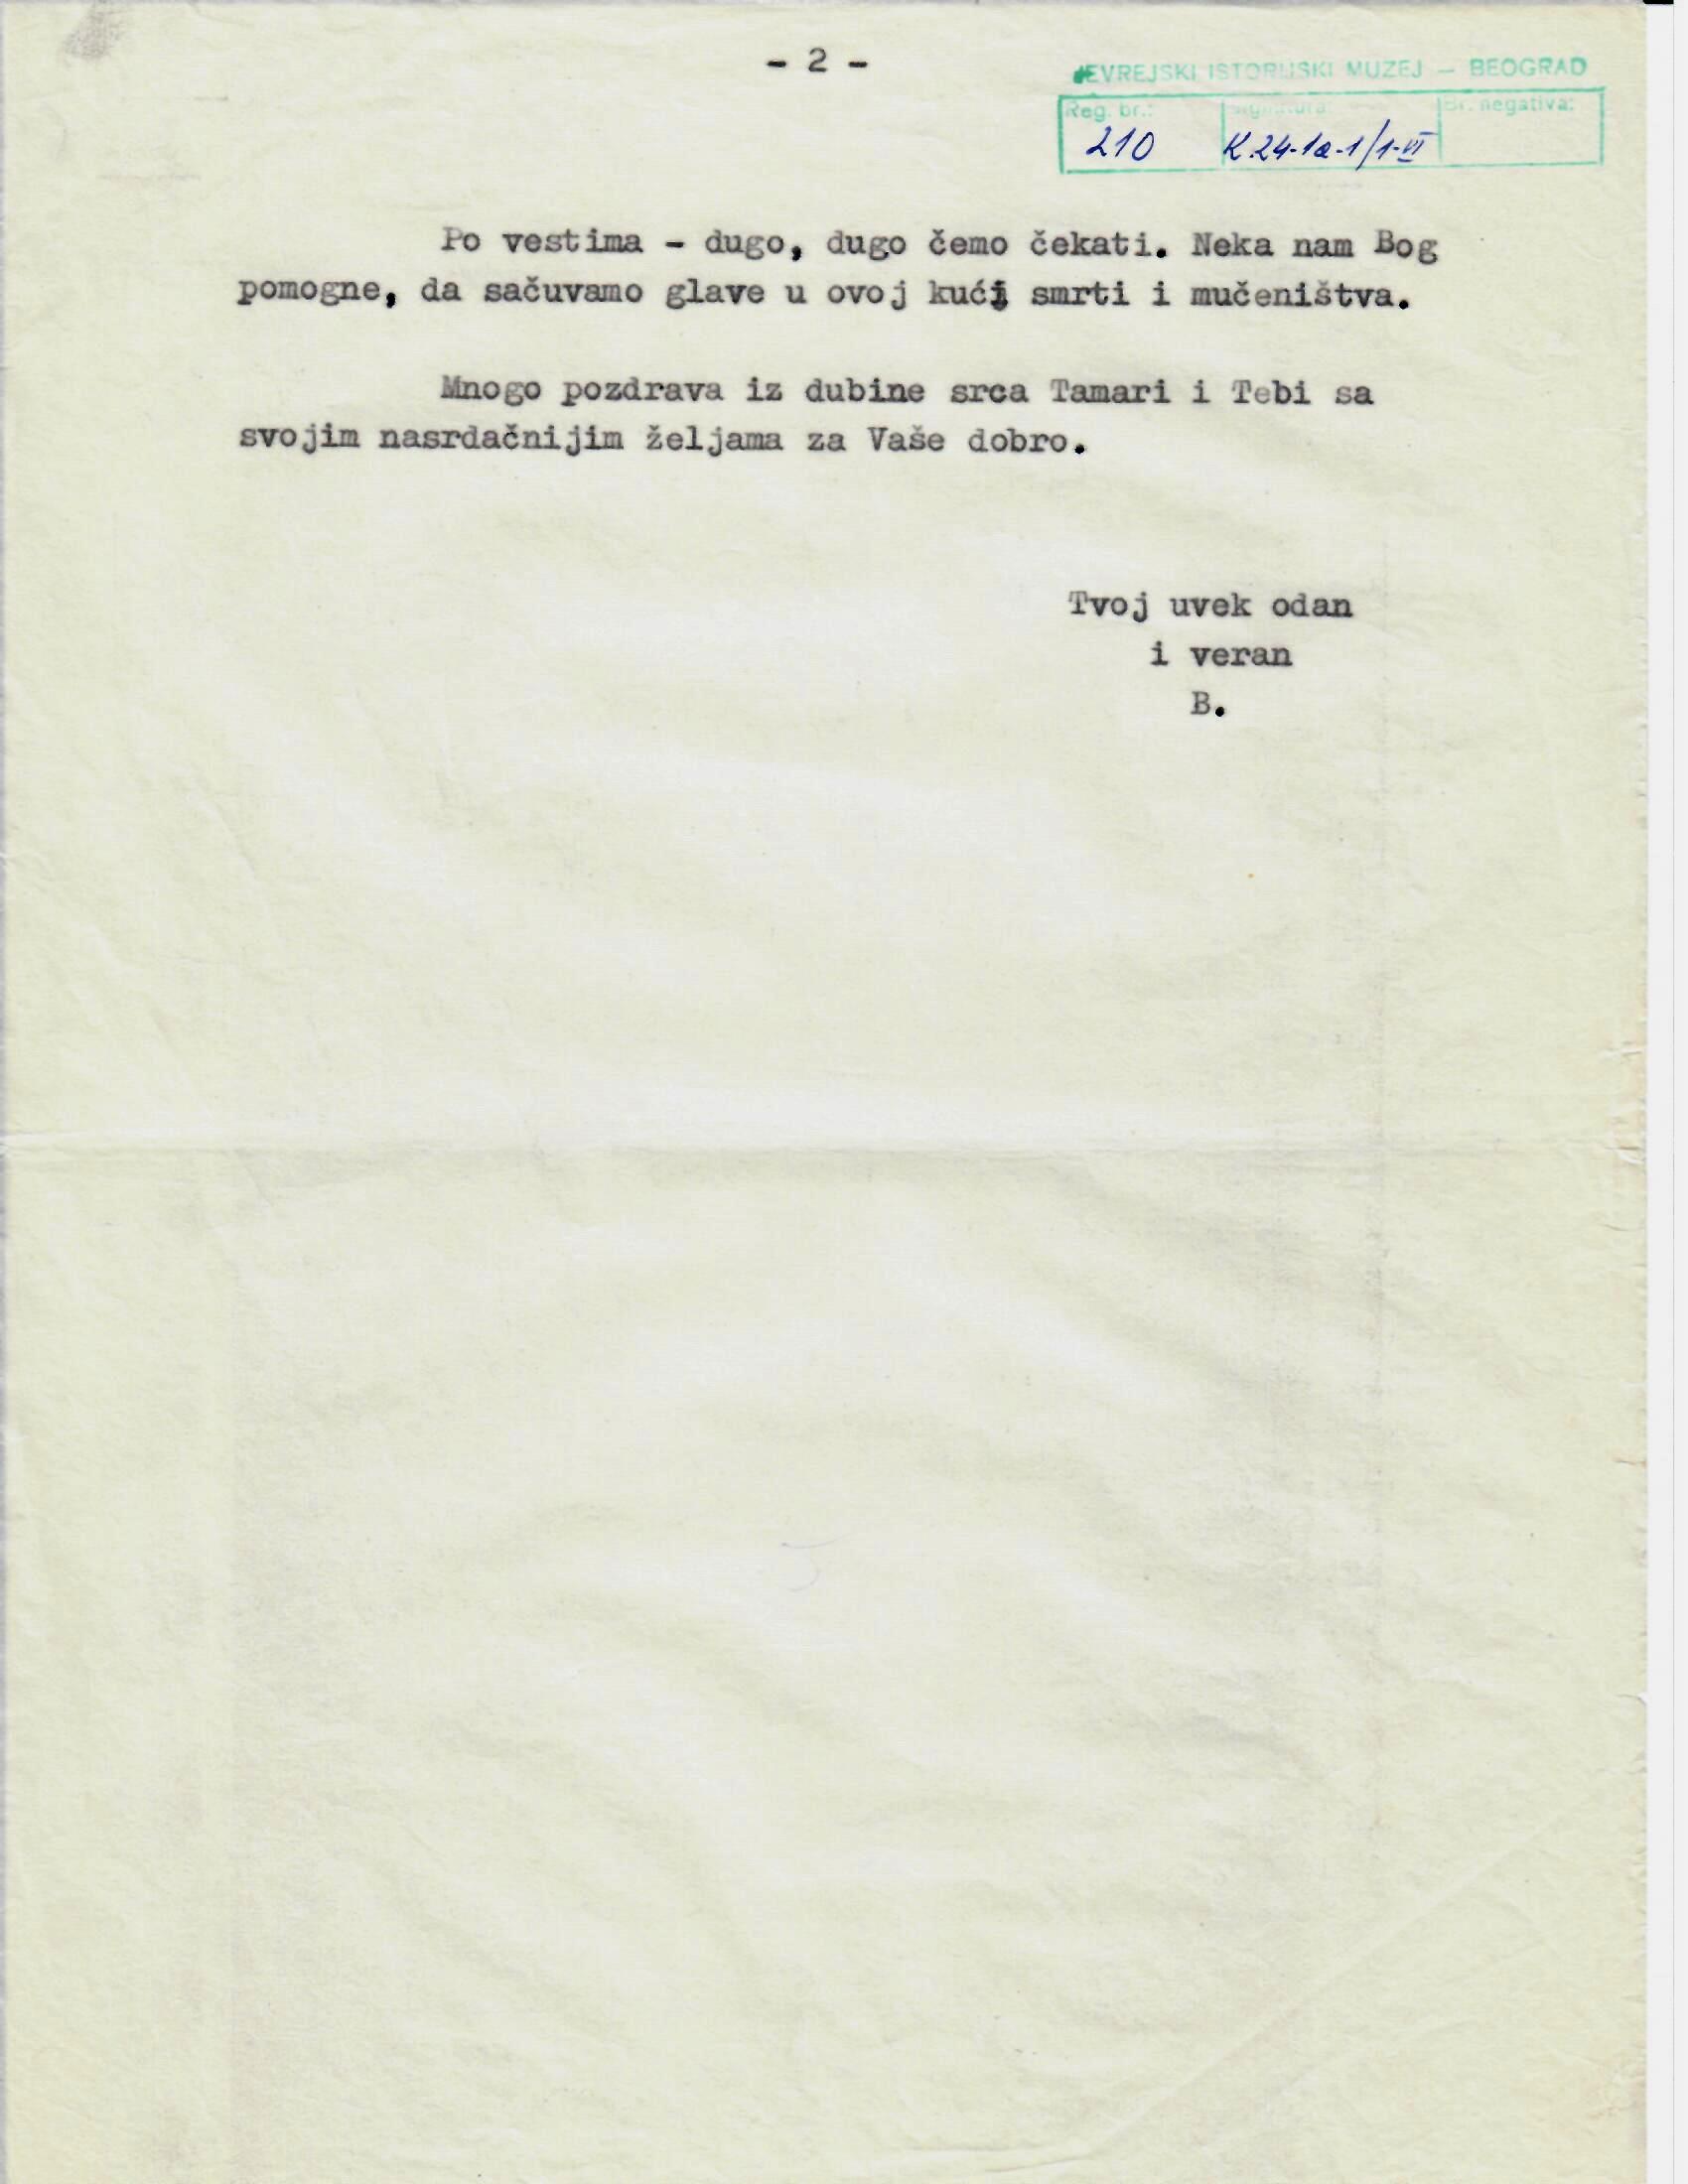 - 2 -
JEVREJSKI ISTORIJSKI MUZEJ — BEOGRAD
Reg. br.: Signatura: Br. negativa:
210 K.24-1a-1/1-VI
Po vestima - dugo, dugo čemo čekati. Neka nam Bog
pomogne, da sačuvamo glave u ovoj kući smrti i mučeništva.
Mnogo pozdrava iz dubine srca Tamari i Tebi sa
svojim nasrdačnijim željama za Vaše dobro.
Tvoj uvek odan
i veran
B.